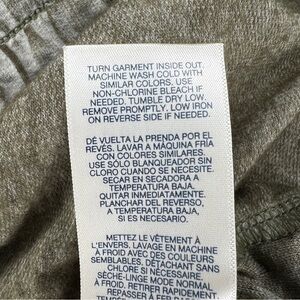 TURN GARMENT INSIDE OUT.
MACHINE WASH COLD WITH
SIMILAR COLORS. USE
NON-CHLORINE BLEACH IF
NEEDED. TUMBLE DRY LOW
REMOVE PROMPTLY. LOW IRON
ON REVERSE SIDE IF NEEDED.
DÉ VUELTA LA PRENDA POR EL
REVÉS. LAVAR A MÁQUINA FRÍA
CON COLORES SIMILARES.
USE SÓLO BLANQUEADOR SIN
CLORO CUANDO SE NECESITE
SECAR EN SECADORA A
TEMPERATURA BAJA.
QUITAR INMEDIATAMENTE.
PLANCHAR DEL REVERSO,
A TEMPERATURA BAJA,
SI ES NECESARIO.
METTEZ LE VÊTEMENT À
L'ENVERS. LAVAGE EN MACHINE
À FROID AVEC DES COULEURS
SEMBLABLES. DÉTACHANT SANS
CHLORE SI NÉCESSAIRE
SÈCHE-LINGE MODE NORMAL
À FROID. RETIRER RAPIDEMENT.
REPASSER À FER